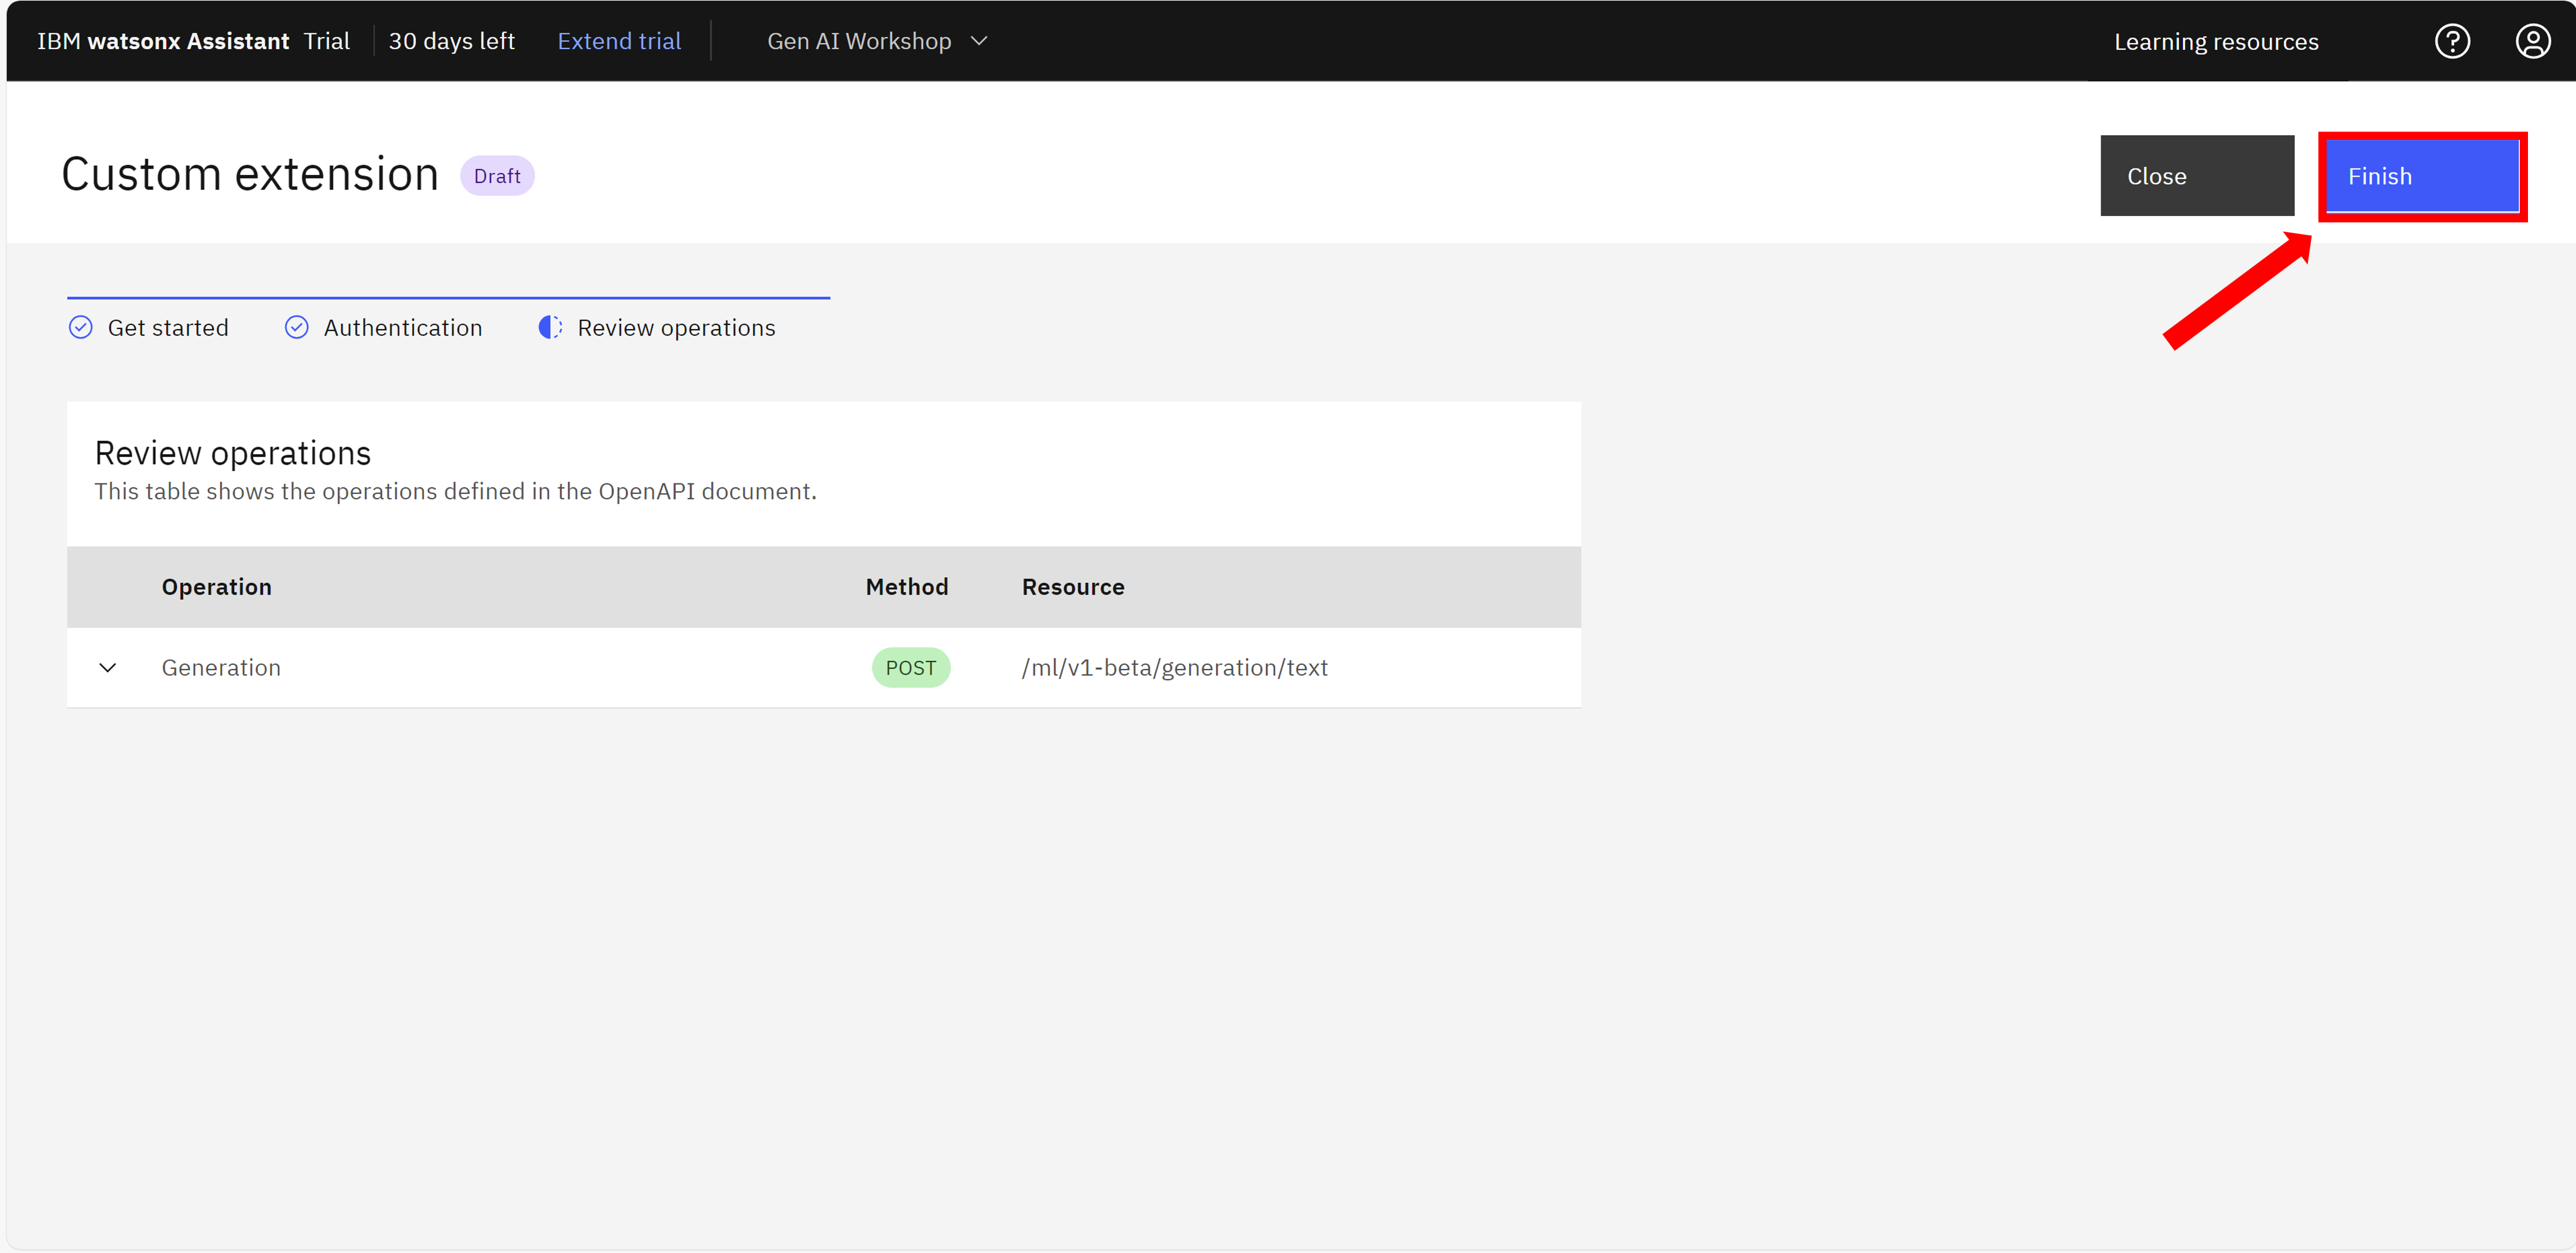 IBM watsonx Assistant Trial 30 days left Extend trial Gen AI Workshop Learning resources
Custom extension Draft Close Finish
Get started Authentication Review operations
Review operations
This table shows the operations defined in the OpenAPI document.
Operation Method Resource
Generation POST /ml/v1-beta/generation/text